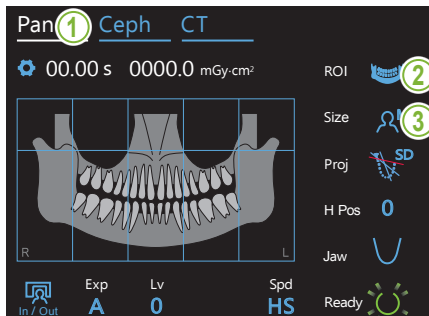 Pan 1 Ceph CT
00.00 s 0000.0 mGy·cm²
ROI 2
Size 3
Proj SD
H Pos 0
R L Jaw
Exp Lv Spd
In / Out A 0 HS Ready